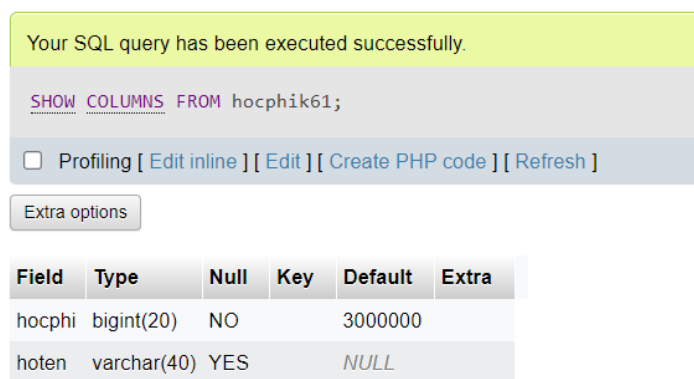 Your SQL query has been executed successfully.
SHOW COLUMNS FROM hocphik61;
Profiling [ Edit inline ] [ Edit ] [ Create PHP code ] [ Refresh ]
Extra options
Field Type Null Key Default Extra
hocphi bigint(20) NO 3000000
hoten varchar(40) YES NULL